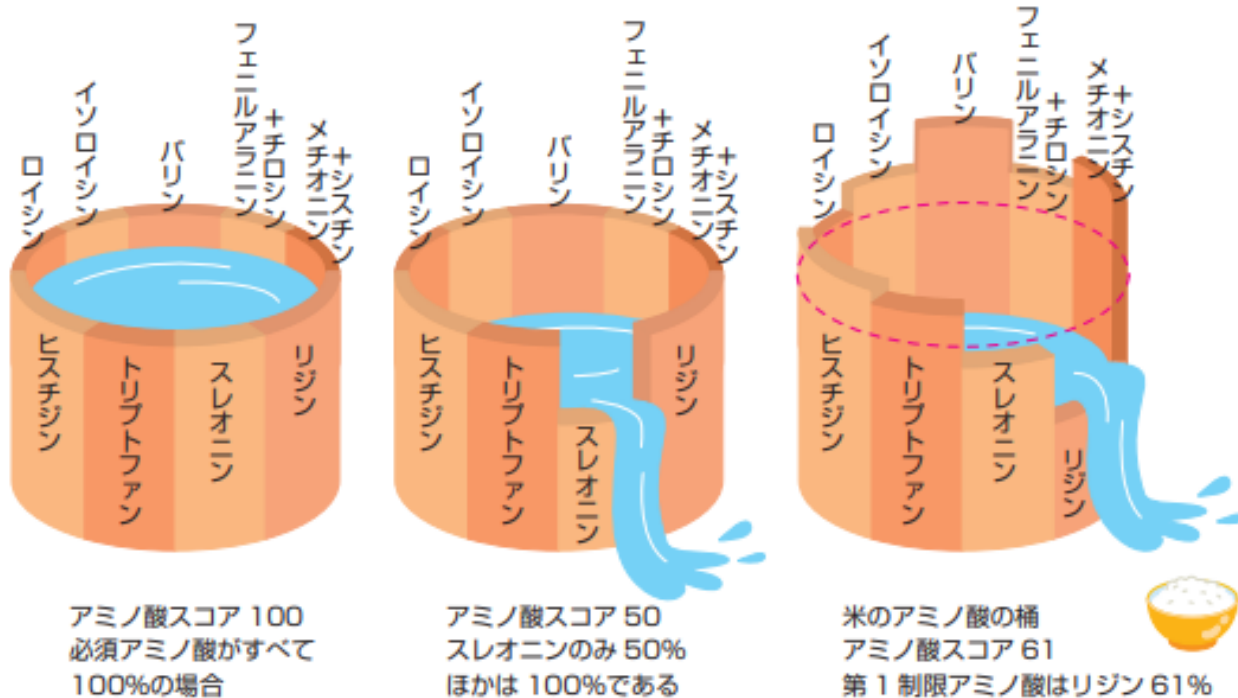 ロイシン
イソロイシン
バリン
フェニルアラニン
+チロシン
メチオニン
+シスチン
ヒスチジン
トリプトファン
スレオニン
リジン
アミノ酸スコア 100
必須アミノ酸がすべて
100%の場合
ロイシン
イソロイシン
バリン
フェニルアラニン
+チロシン
メチオニン
+シスチン
ヒスチジン
トリプトファン
スレオニン
リジン
アミノ酸スコア 50
スレオニンのみ 50%
ほかは 100%である
ロイシン
イソロイシン
バリン
フェニルアラニン
+チロシン
メチオニン
+シスチン
ヒスチジン
トリプトファン
スレオニン
リジン
米のアミノ酸の桶
アミノ酸スコア 61
第 1 制限アミノ酸はリジン 61%